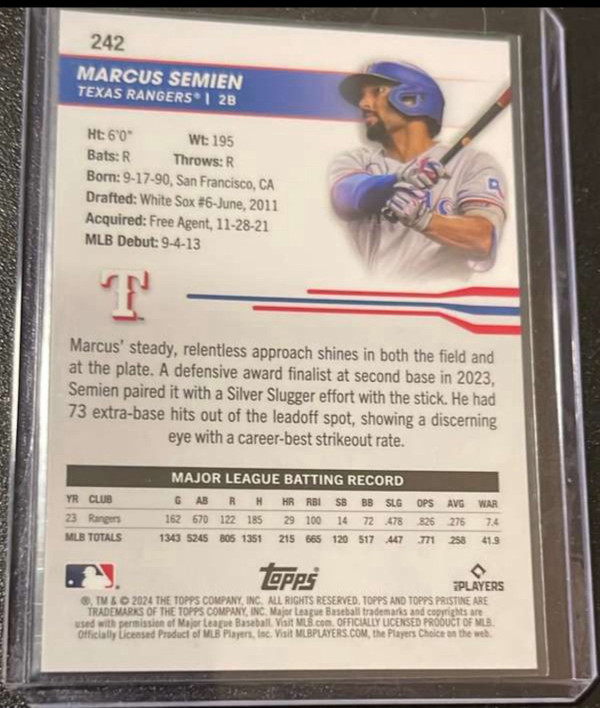 242
MARCUS SEMIEN
TEXAS RANGERS® | 2B
Ht: 6'0" Wt: 195
Bats: R Throws: R
Born: 9-17-90, San Francisco, CA
Drafted: White Sox #6-June, 2011
Acquired: Free Agent, 11-28-21
MLB Debut: 9-4-13
T
Marcus' steady, relentless approach shines in both the field and
at the plate. A defensive award finalist at second base in 2023,
Semien paired it with a Silver Slugger effort with the stick. He had
73 extra-base hits out of the leadoff spot, showing a discerning
eye with a career-best strikeout rate.
MAJOR LEAGUE BATTING RECORD
YR CLUB G AB R H HR RBI SB BB SLG OPS AVG WAR
23 Rangers 162 670 122 185 29 100 14 72 .478 .826 .276 7.4
MLB TOTALS 1343 5245 805 1351 215 665 120 517 .447 .771 .258 41.9
topps®
PLAYERS
®, TM & © 2024 THE TOPPS COMPANY, INC. ALL RIGHTS RESERVED. TOPPS AND TOPPS PRISTINE ARE
TRADEMARKS OF THE TOPPS COMPANY, INC. Major League Baseball trademarks and copyrights are
used with permission of Major League Baseball. Visit MLB.com. OFFICIALLY LICENSED PRODUCT OF MLB
Officially Licensed Product of MLB Players, Inc. Visit MLBPLAYERS.COM, the Players Choice on the web.